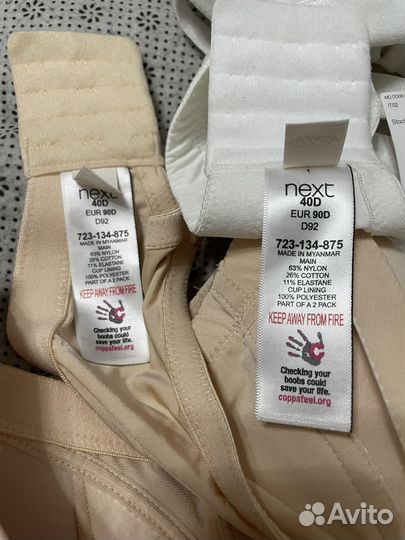 next
40D
EUR 90D
D92
723-134-875
MADE IN MYANMAR
MAIN
63% NYLON
26% COTTON
11% ELASTANE
CUP LINING
100% POLYESTER
PART OF A 2 PACK
KEEP AWAY FROM FIRE
Checking your
boobs could
save your life.
coppafeel.org
next
40D
EUR 90D
D92
723-134-875
MADE IN MYANMAR
MAIN
63% NYLON
26% COTTON
11% ELASTANE
CUP LINING
100% POLYESTER
PART OF A 2 PACK
KEEP AWAY FROM FIRE
Checking your
boobs could
save your life.
coppafeel.org
IT02
Stock
Avito